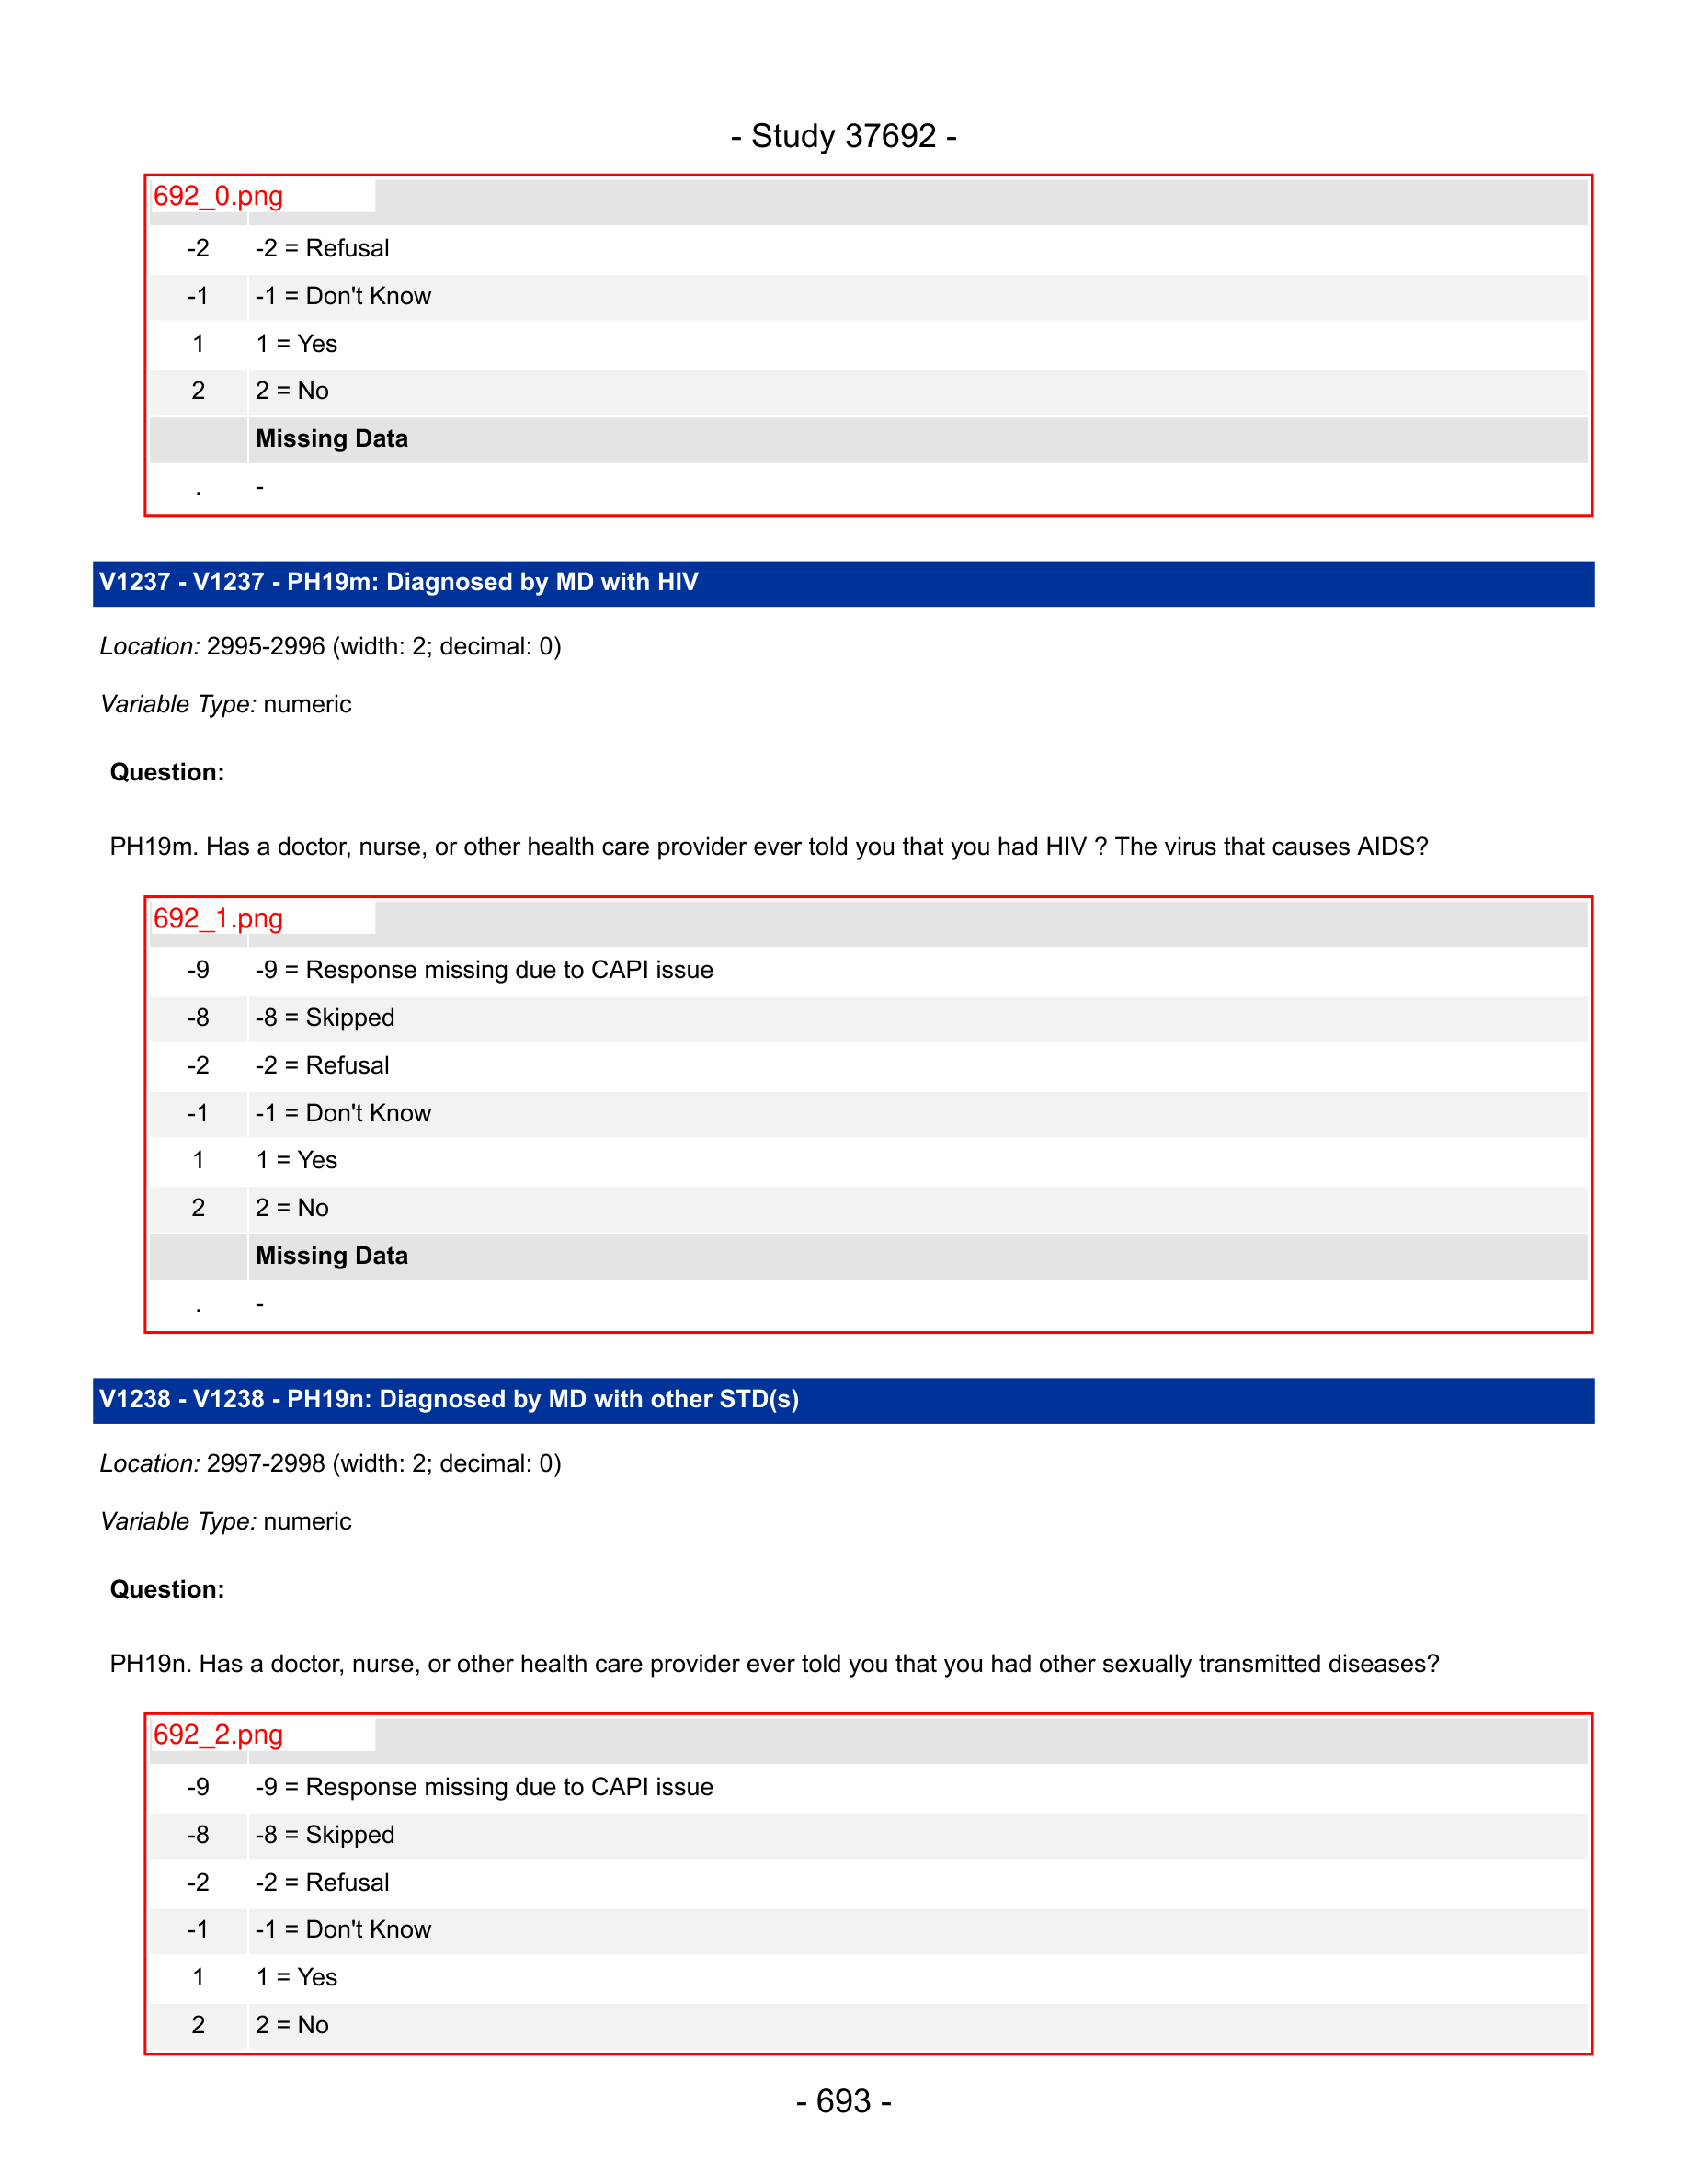 - Study 37692 -
692_0.png
-2 -2 = Refusal
-1 -1 = Don't Know
1 1 = Yes
2 2 = No
Missing Data
. -
V1237 - V1237 - PH19m: Diagnosed by MD with HIV
Location: 2995-2996 (width: 2; decimal: 0)
Variable Type: numeric
Question:
PH19m. Has a doctor, nurse, or other health care provider ever told you that you had HIV ? The virus that causes AIDS?
692_1.png
-9 -9 = Response missing due to CAPI issue
-8 -8 = Skipped
-2 -2 = Refusal
-1 -1 = Don't Know
1 1 = Yes
2 2 = No
Missing Data
. -
V1238 - V1238 - PH19n: Diagnosed by MD with other STD(s)
Location: 2997-2998 (width: 2; decimal: 0)
Variable Type: numeric
Question:
PH19n. Has a doctor, nurse, or other health care provider ever told you that you had other sexually transmitted diseases?
692_2.png
-9 -9 = Response missing due to CAPI issue
-8 -8 = Skipped
-2 -2 = Refusal
-1 -1 = Don't Know
1 1 = Yes
2 2 = No
- 693 -